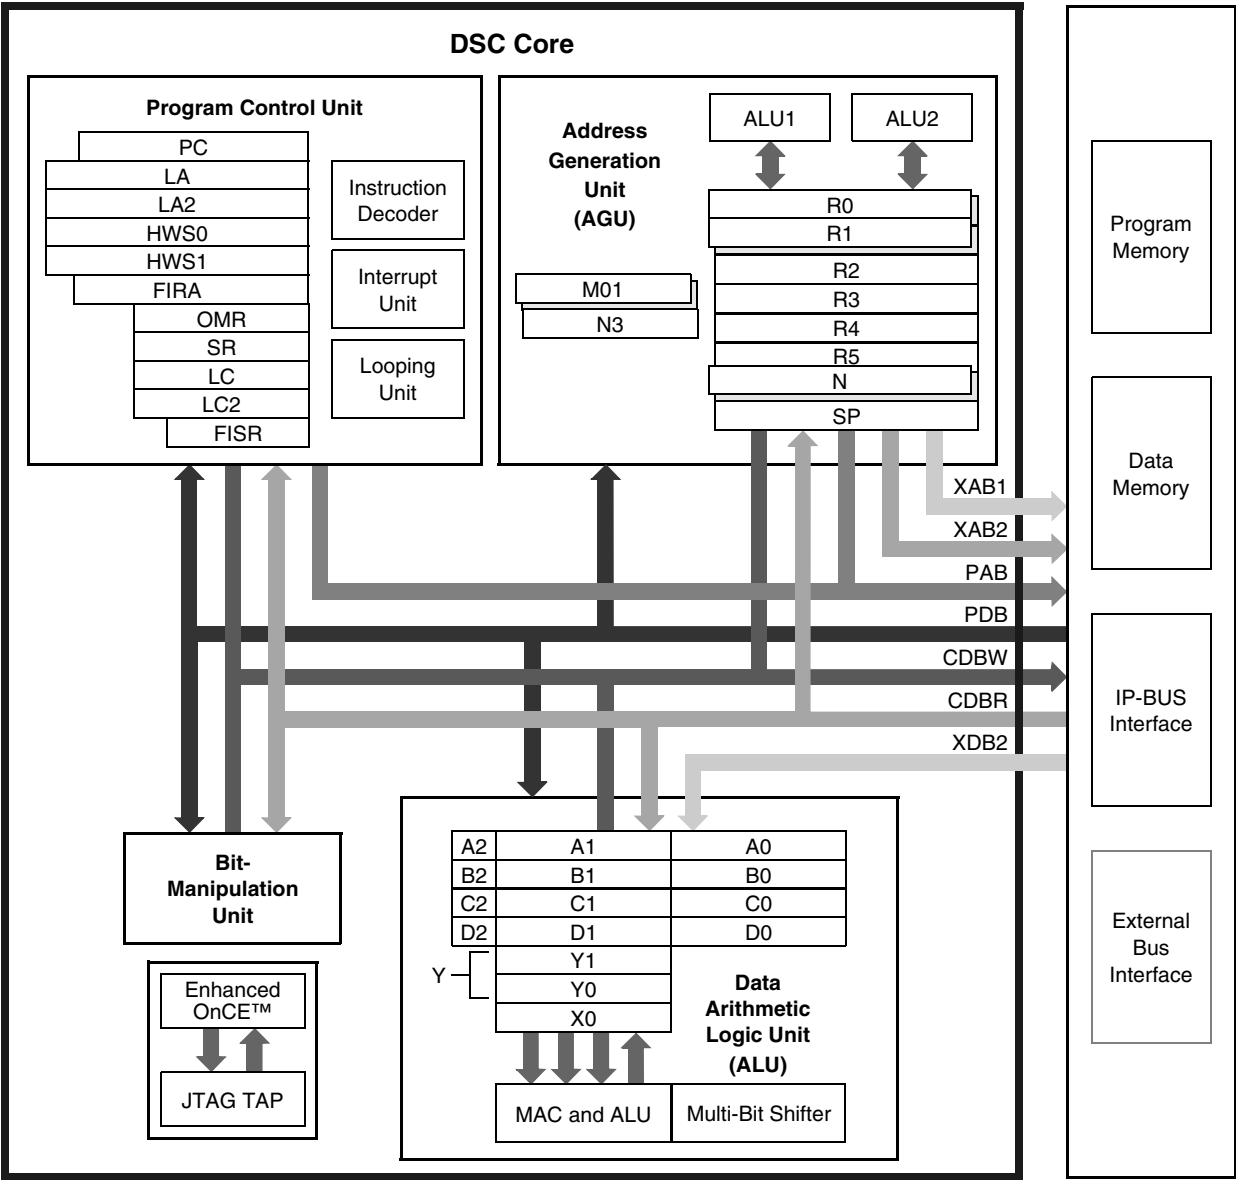 DSC Core
Program Control Unit
PC
LA
LA2
HWS0
HWS1
FIRA
OMR
SR
LC
LC2
FISR
Instruction
Decoder
Interrupt
Unit
Looping
Unit
Address
Generation
Unit
(AGU)
ALU1
ALU2
R0
R1
R2
R3
R4
R5
N
SP
M01
N3
XAB1
XAB2
PAB
PDB
CDBW
CDBR
XDB2
Program
Memory
Data
Memory
IP-BUS
Interface
External
Bus
Interface
Bit-
Manipulation
Unit
Enhanced
OnCE™
JTAG TAP
A2 A1 A0
B2 B1 B0
C2 C1 C0
D2 D1 D0
Y1
Y
Y0
X0
Data
Arithmetic
Logic Unit
(ALU)
MAC and ALU
Multi-Bit Shifter